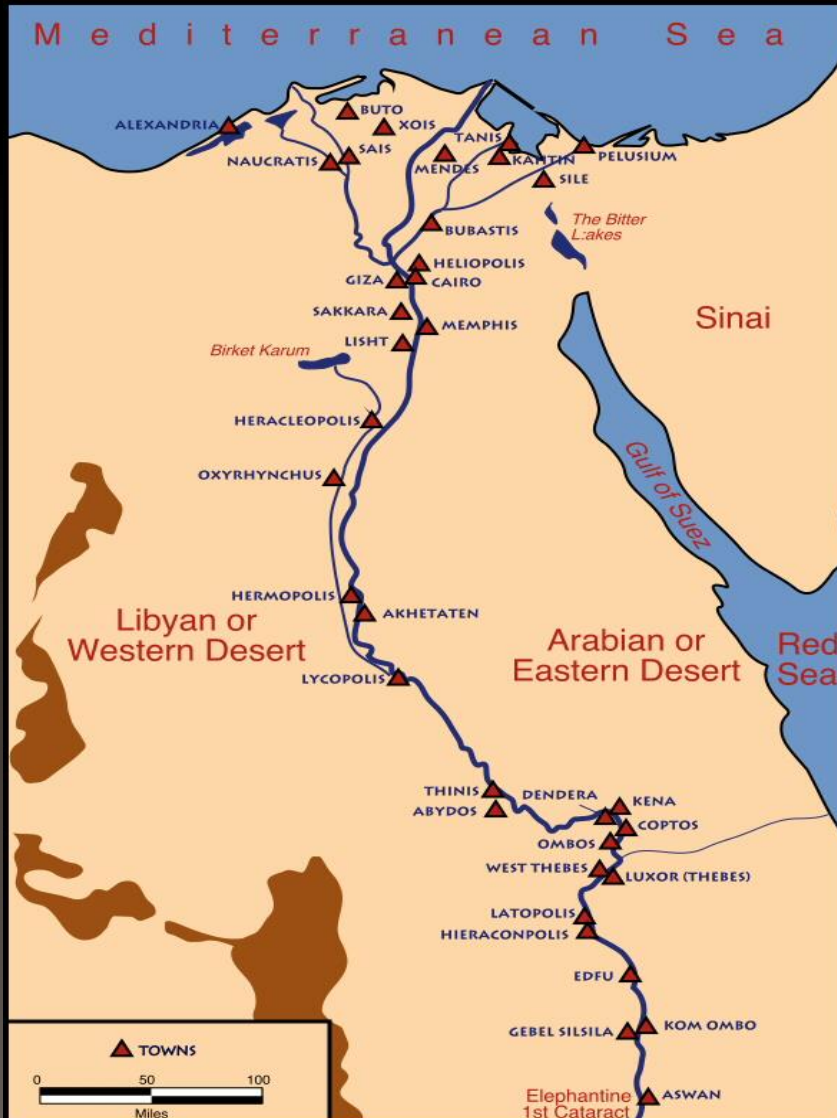 Mediterranean Sea
ALEXANDRIA
BUTO
XOIS
TANIS
NAUCRATIS
SAIS
MENDES
KAHTIN
PELUSIUM
SILE
BUBASTIS
The Bitter
L:akes
HELIOPOLIS
GIZA
CAIRO
SAKKARA
MEMPHIS
LISHT
Sinai
Birket Karum
HERACLEOPOLIS
Gulf of Suez
OXYRHYNCHUS
HERMOPOLIS
AKHETATEN
Libyan or
Western Desert
Arabian or
Eastern Desert
Red
Sea
LYCOPOLIS
THINIS
DENDERA
KENA
ABYDOS
COPTOS
OMBOS
WEST THEBES
LUXOR (THEBES)
LATOPOLIS
HIERACONPOLIS
EDFU
GEBEL SILSILA
KOM OMBO
TOWNS
0 50 100
Miles
Elephantine
1st Cataract
ASWAN